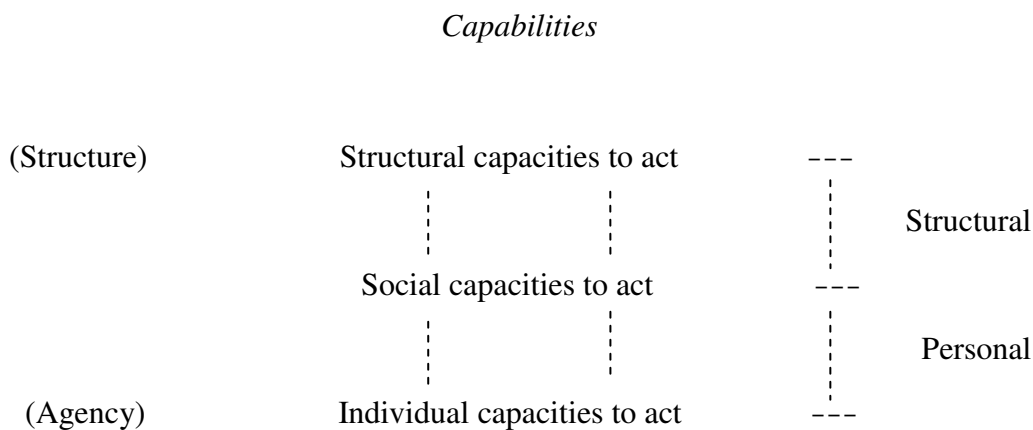 Capabilities
(Structure) Structural capacities to act
Structural
Social capacities to act
Personal
(Agency) Individual capacities to act